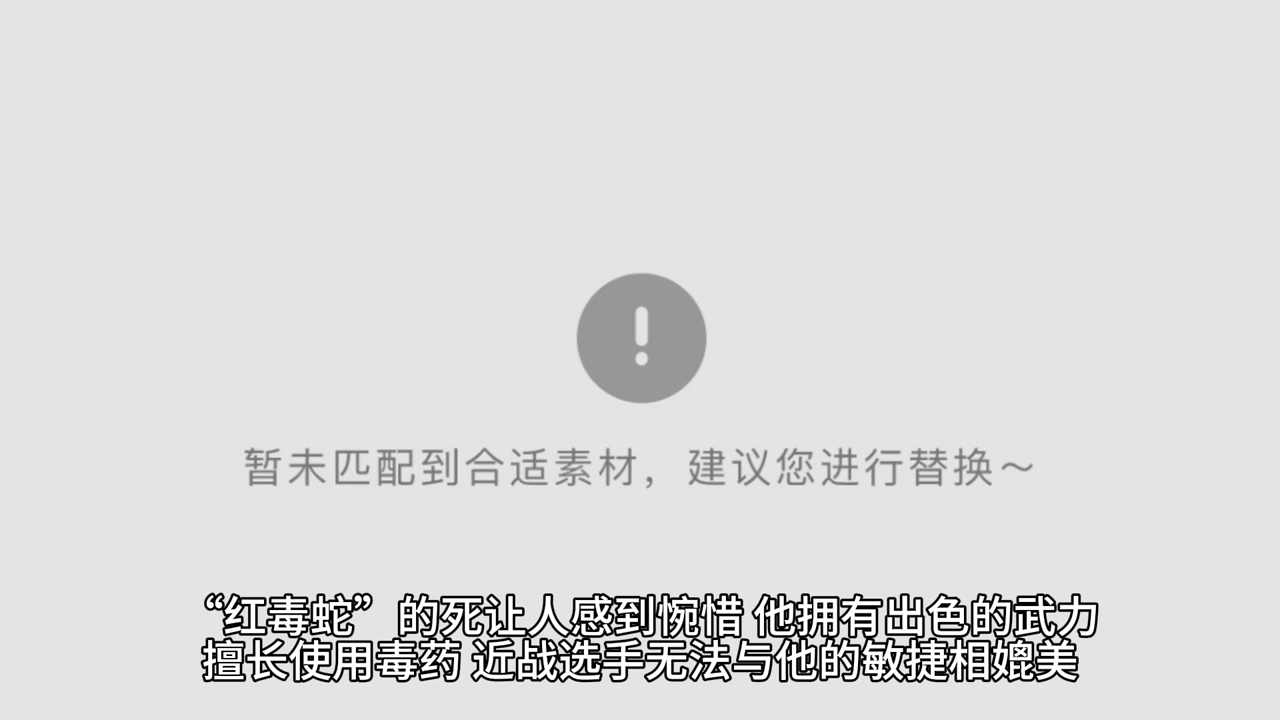 暂未匹配到合适素材，建议您进行替换～
“红毒蛇”的死让人感到惋惜 他拥有出色的武力
擅长使用毒药 近战选手无法与他的敏捷相媲美